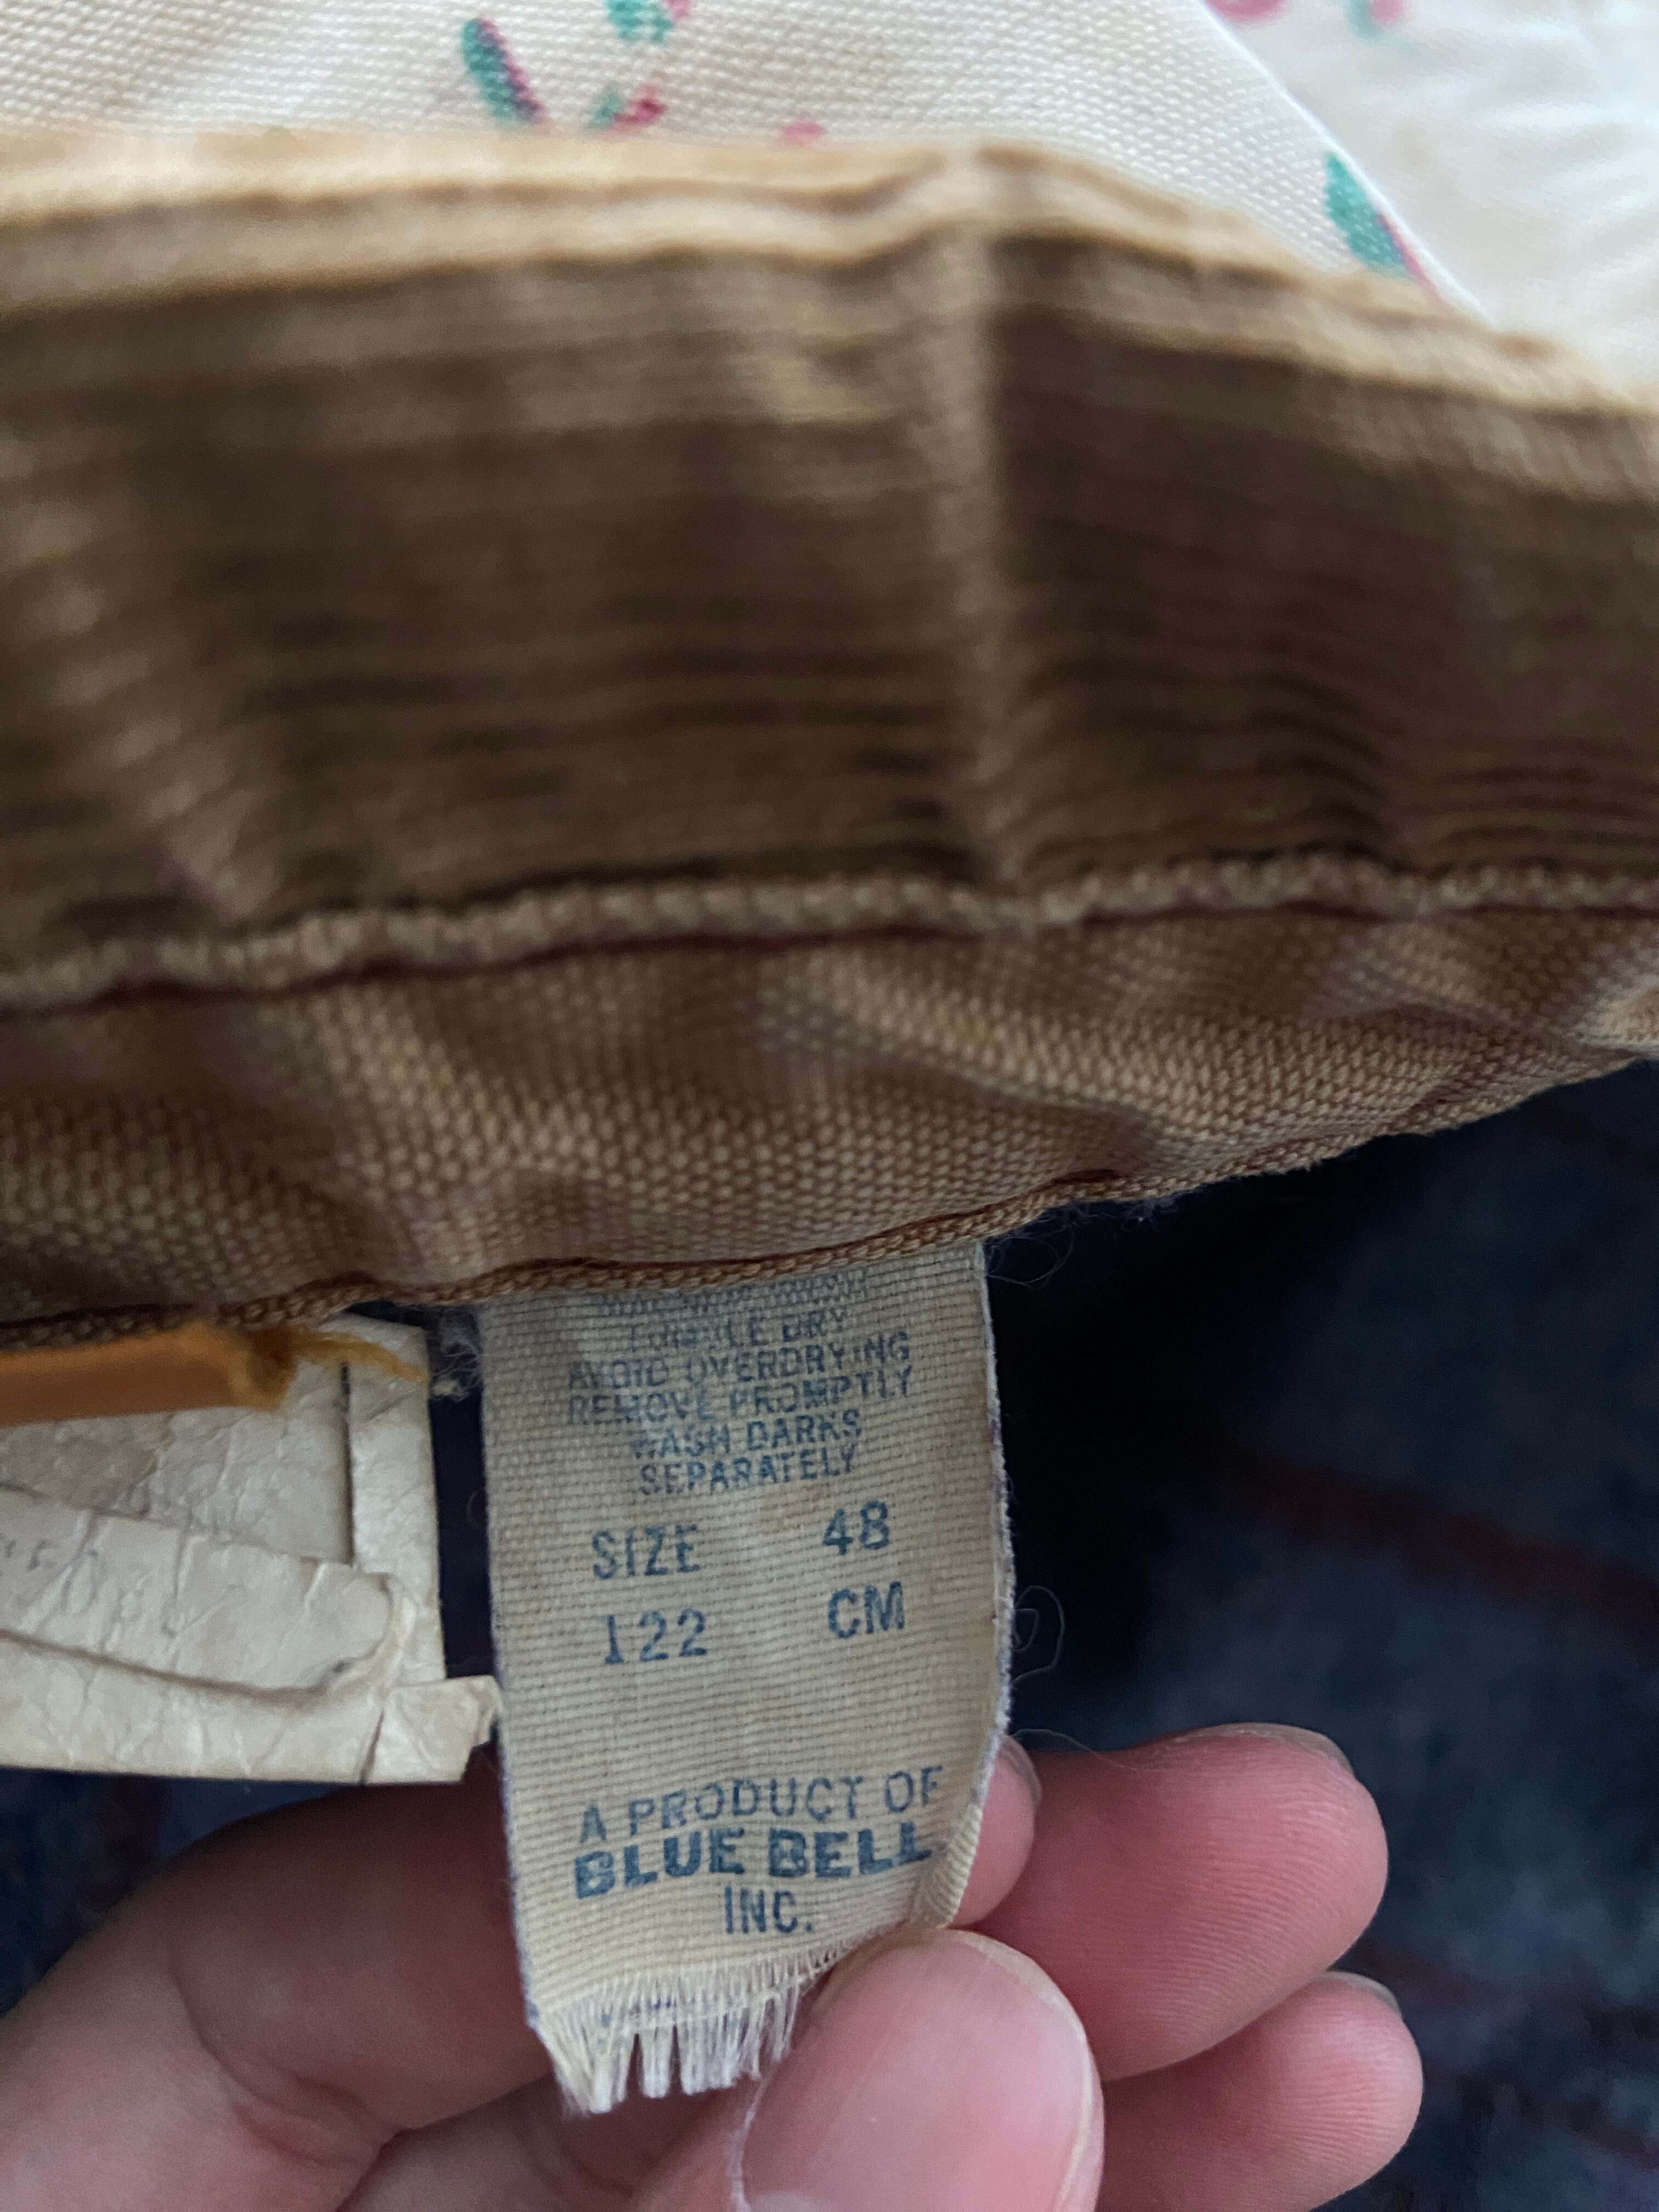 TUMBLE DRY
AVOID OVERDRYING
REMOVE PROMPTLY
WASH DARKS
SEPARATELY
SIZE 48
122 CM
A PRODUCT OF
BLUE BELL
INC.